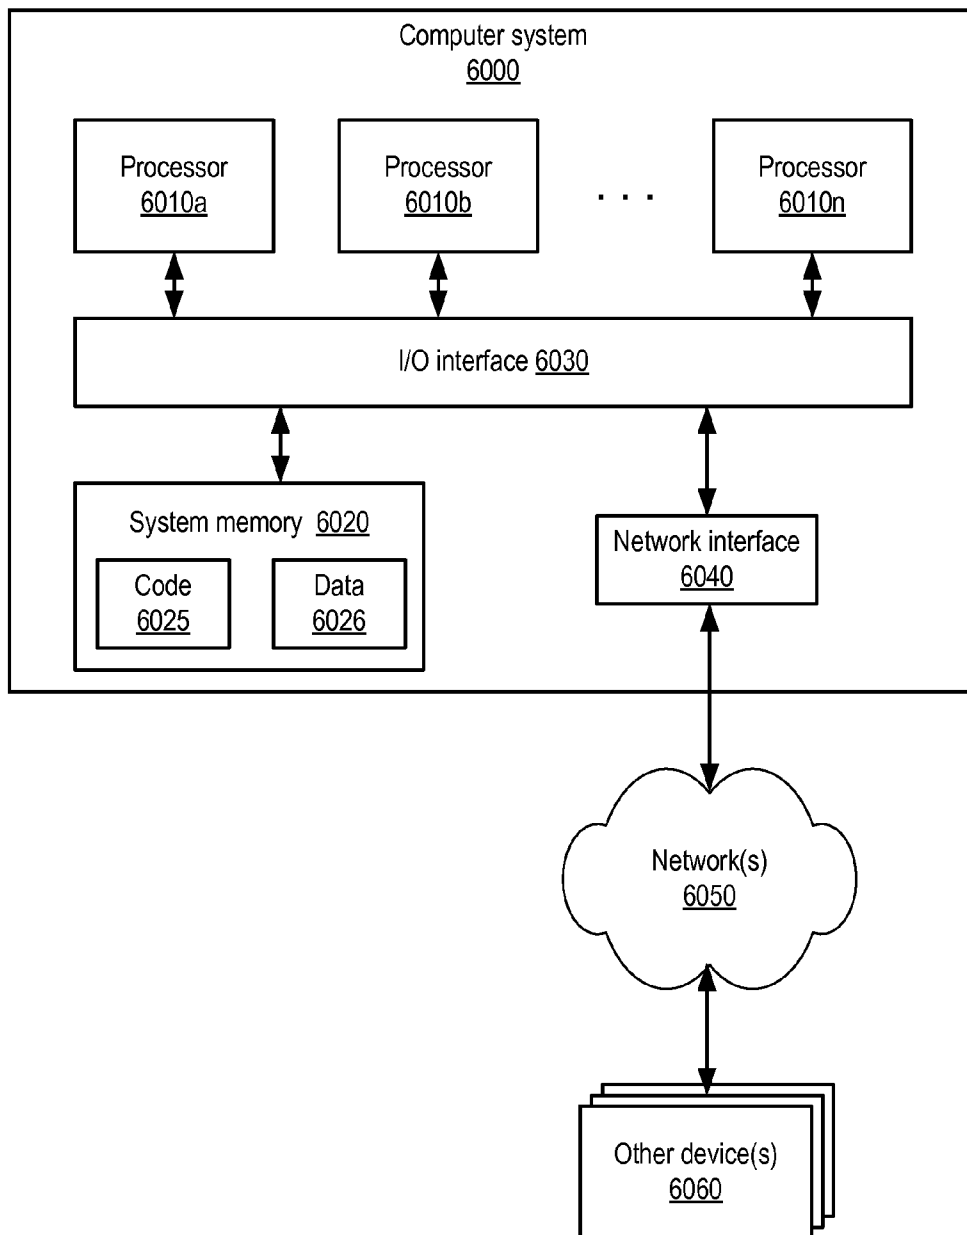 Computer system
6000
Processor
6010a
Processor
6010b
. . .
Processor
6010n
I/O interface 6030
System memory 6020
Code
6025
Data
6026
Network interface
6040
Network(s)
6050
Other device(s)
6060